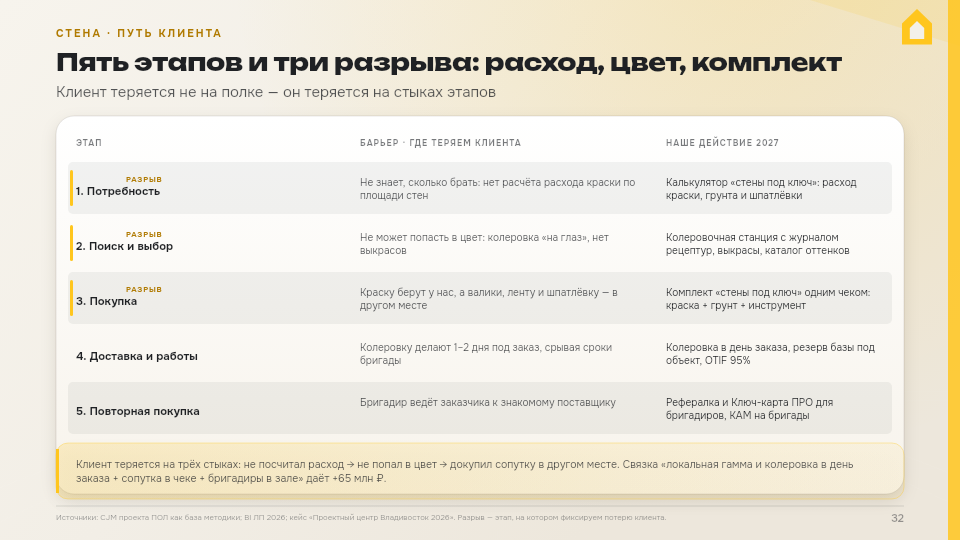 СТЕНА · ПУТЬ КЛИЕНТА
Пять этапов и три разрыва: расход, цвет, комплект
Клиент теряется не на полке — он теряется на стыках этапов
ЭТАП
БАРЬЕР · ГДЕ ТЕРЯЕМ КЛИЕНТА
НАШЕ ДЕЙСТВИЕ 2027
РАЗРЫВ
1. Потребность
Не знает, сколько брать: нет расчёта расхода краски по
площади стен
Калькулятор «стены под ключ»: расход
краски, грунта и шпатлёвки
РАЗРЫВ
2. Поиск и выбор
Не может попасть в цвет: колеровка «на глаз», нет
выкрасов
Колеровочная станция с журналом
рецептур, выкрасы, каталог оттенков
РАЗРЫВ
3. Покупка
Краску берут у нас, а валики, ленту и шпатлёвку — в
другом месте
Комплект «стены под ключ» одним чеком:
краска + грунт + инструмент
4. Доставка и работы
Колеровку делают 1–2 дня под заказ, срывая сроки
бригады
Колеровка в день заказа, резерв базы под
объект, OTIF 95%
5. Повторная покупка
Бригадир ведёт заказчика к знакомому поставщику
Рефералка и Ключ-карта ПРО для
бригадиров, КАМ на бригады
Клиент теряется на трёх стыках: не посчитал расход → не попал в цвет → докупил сопутку в другом месте. Связка «локальная гамма и колеровка в день
заказа + сопутка в чеке + бригадиры в зале» даёт +65 млн ₽.
Источники: CJM проекта ПОЛ как база методики; BI ЛП 2026; кейс «Проектный центр Владивосток 2026». Разрыв — этап, на котором фиксируем потерю клиента.
32